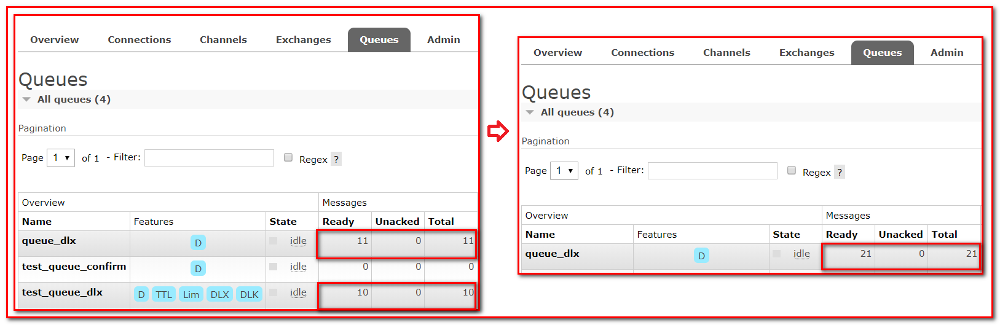 Overview Connections Channels Exchanges Queues Admin
Queues
All queues (4)
Pagination
Page 1 of 1 - Filter: Regex ?
Overview Messages
Name Features State Ready Unacked Total
queue_dlx D idle 11 0 11
test_queue_confirm D idle 0 0 0
test_queue_dlx D TTL Lim DLX DLK idle 10 0 10
Overview Connections Channels Exchanges Queues Admin
Queues
All queues (4)
Pagination
Page 1 of 1 - Filter: Regex ?
Overview Messages
Name Features State Ready Unacked Total
queue_dlx D idle 21 0 21